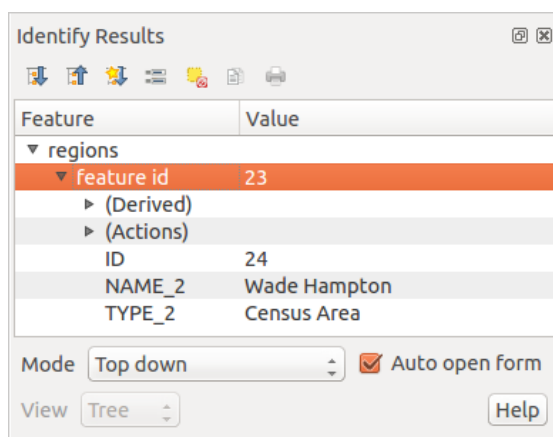 Identify Results
Feature Value
regions
feature id 23
(Derived)
(Actions)
ID 24
NAME_2 Wade Hampton
TYPE_2 Census Area
Mode Top down Auto open form
View Tree Help